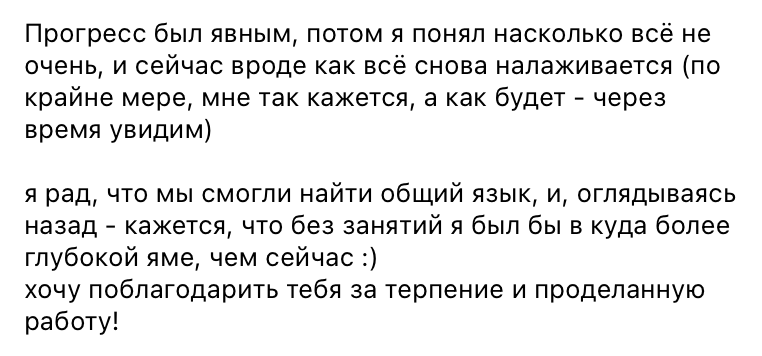 Прогресс был явным, потом я понял насколько всё не
очень, и сейчас вроде как всё снова налаживается (по
крайне мере, мне так кажется, а как будет - через
время увидим)

я рад, что мы смогли найти общий язык, и, оглядываясь
назад - кажется, что без занятий я был бы в куда более
глубокой яме, чем сейчас :)
хочу поблагодарить тебя за терпение и проделанную
работу!